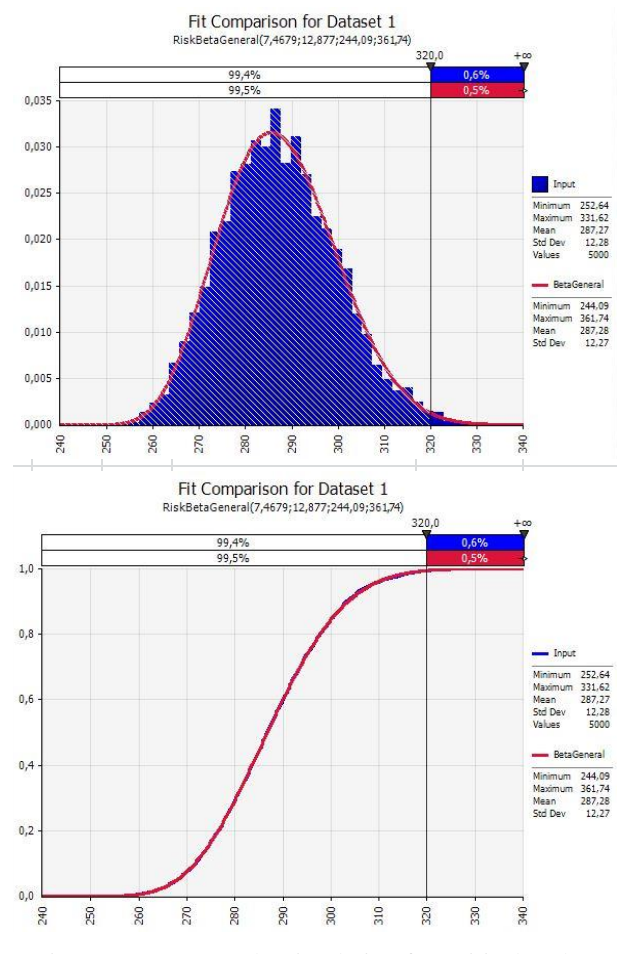 Fit Comparison for Dataset 1
RiskBetaGeneral(7,4679;12,877;244,09;361,74)
320,0 +∞
99,4% 0,6%
99,5% 0,5%
0,035
0,030
0,025
0,020
0,015
0,010
0,005
0,000
240 250 260 270 280 290 300 310 320 330 340
Input
Minimum 252,64
Maximum 331,62
Mean 287,27
Std Dev 12,28
Values 5000
BetaGeneral
Minimum 244,09
Maximum 361,74
Mean 287,28
Std Dev 12,27
Fit Comparison for Dataset 1
RiskBetaGeneral(7,4679;12,877;244,09;361,74)
320,0 +∞
99,4% 0,6%
99,5% 0,5%
1,0
0,8
0,6
0,4
0,2
0,0
240 250 260 270 280 290 300 310 320 330 340
Input
Minimum 252,64
Maximum 331,62
Mean 287,27
Std Dev 12,28
Values 5000
BetaGeneral
Minimum 244,09
Maximum 361,74
Mean 287,28
Std Dev 12,27